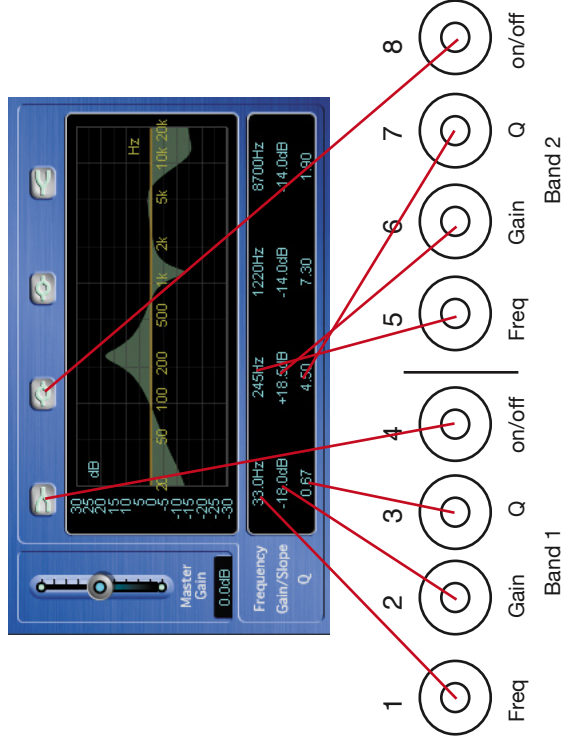 dB
Hz
30
25
20
15
10
5
0
-5
-10
-15
-20
-25
-30
20 50 100 200 500 1k 2k 5k 10k 20k
Master
Gain
0.0dB
Frequency 33.0Hz 245Hz 1220Hz 8700Hz
Gain/Slope -18.0dB +18.5dB -14.0dB -14.0dB
Q 0.67 4.50 7.30 1.90
1 2 3 4 5 6 7 8
Freq Gain Q on/off Freq Gain Q on/off
Band 1 Band 2